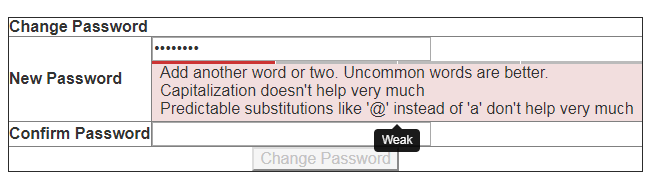 Change Password
••••••••
New Password
Add another word or two. Uncommon words are better.
Capitalization doesn't help very much
Predictable substitutions like '@' instead of 'a' don't help very much
Confirm Password
Weak
Change Password